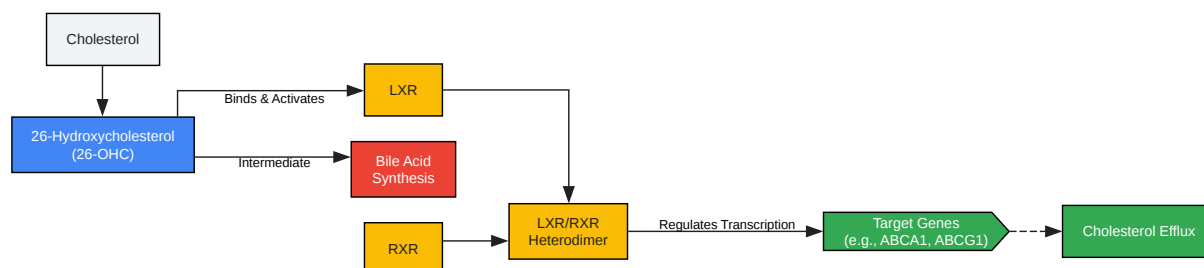 Cholesterol
26-Hydroxycholesterol
(26-OHC)
Binds & Activates
LXR
Intermediate
Bile Acid
Synthesis
RXR
LXR/RXR
Heterodimer
Regulates Transcription
Target Genes
(e.g., ABCA1, ABCG1)
Cholesterol Efflux